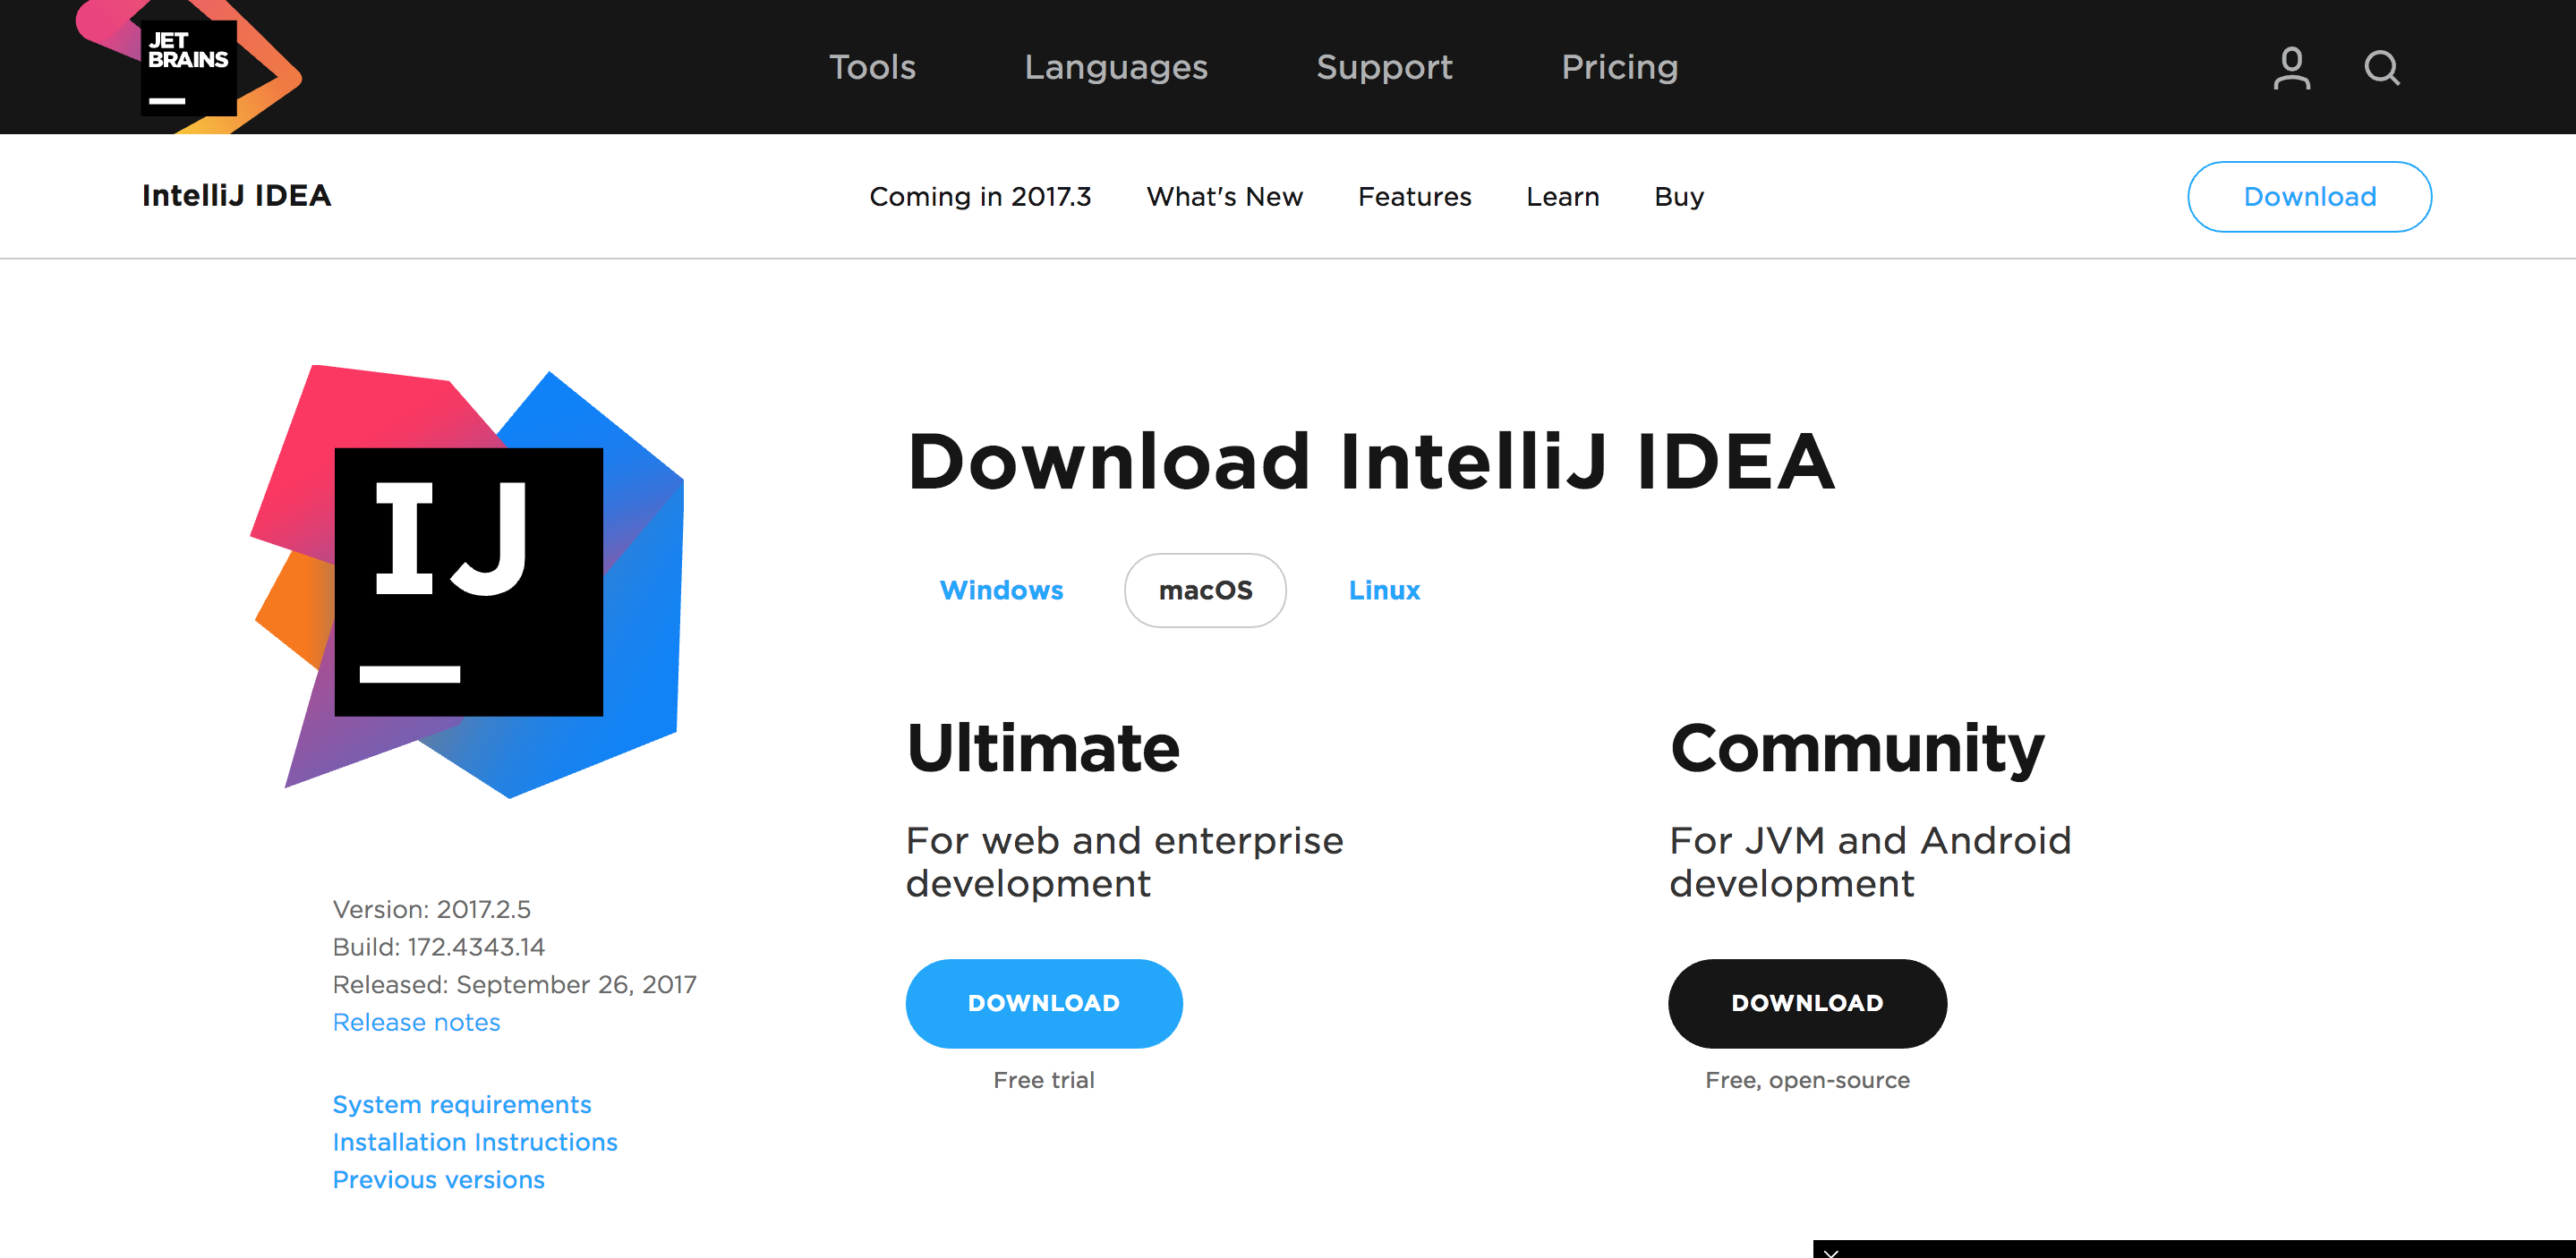 JET
BRAINS
Tools Languages Support Pricing
IntelliJ IDEA
Coming in 2017.3 What's New Features Learn Buy
Download
IJ
Download IntelliJ IDEA
Windows macOS Linux
Ultimate
For web and enterprise
development
DOWNLOAD
Free trial
Community
For JVM and Android
development
DOWNLOAD
Free, open-source
Version: 2017.2.5
Build: 172.4343.14
Released: September 26, 2017
Release notes
System requirements
Installation Instructions
Previous versions